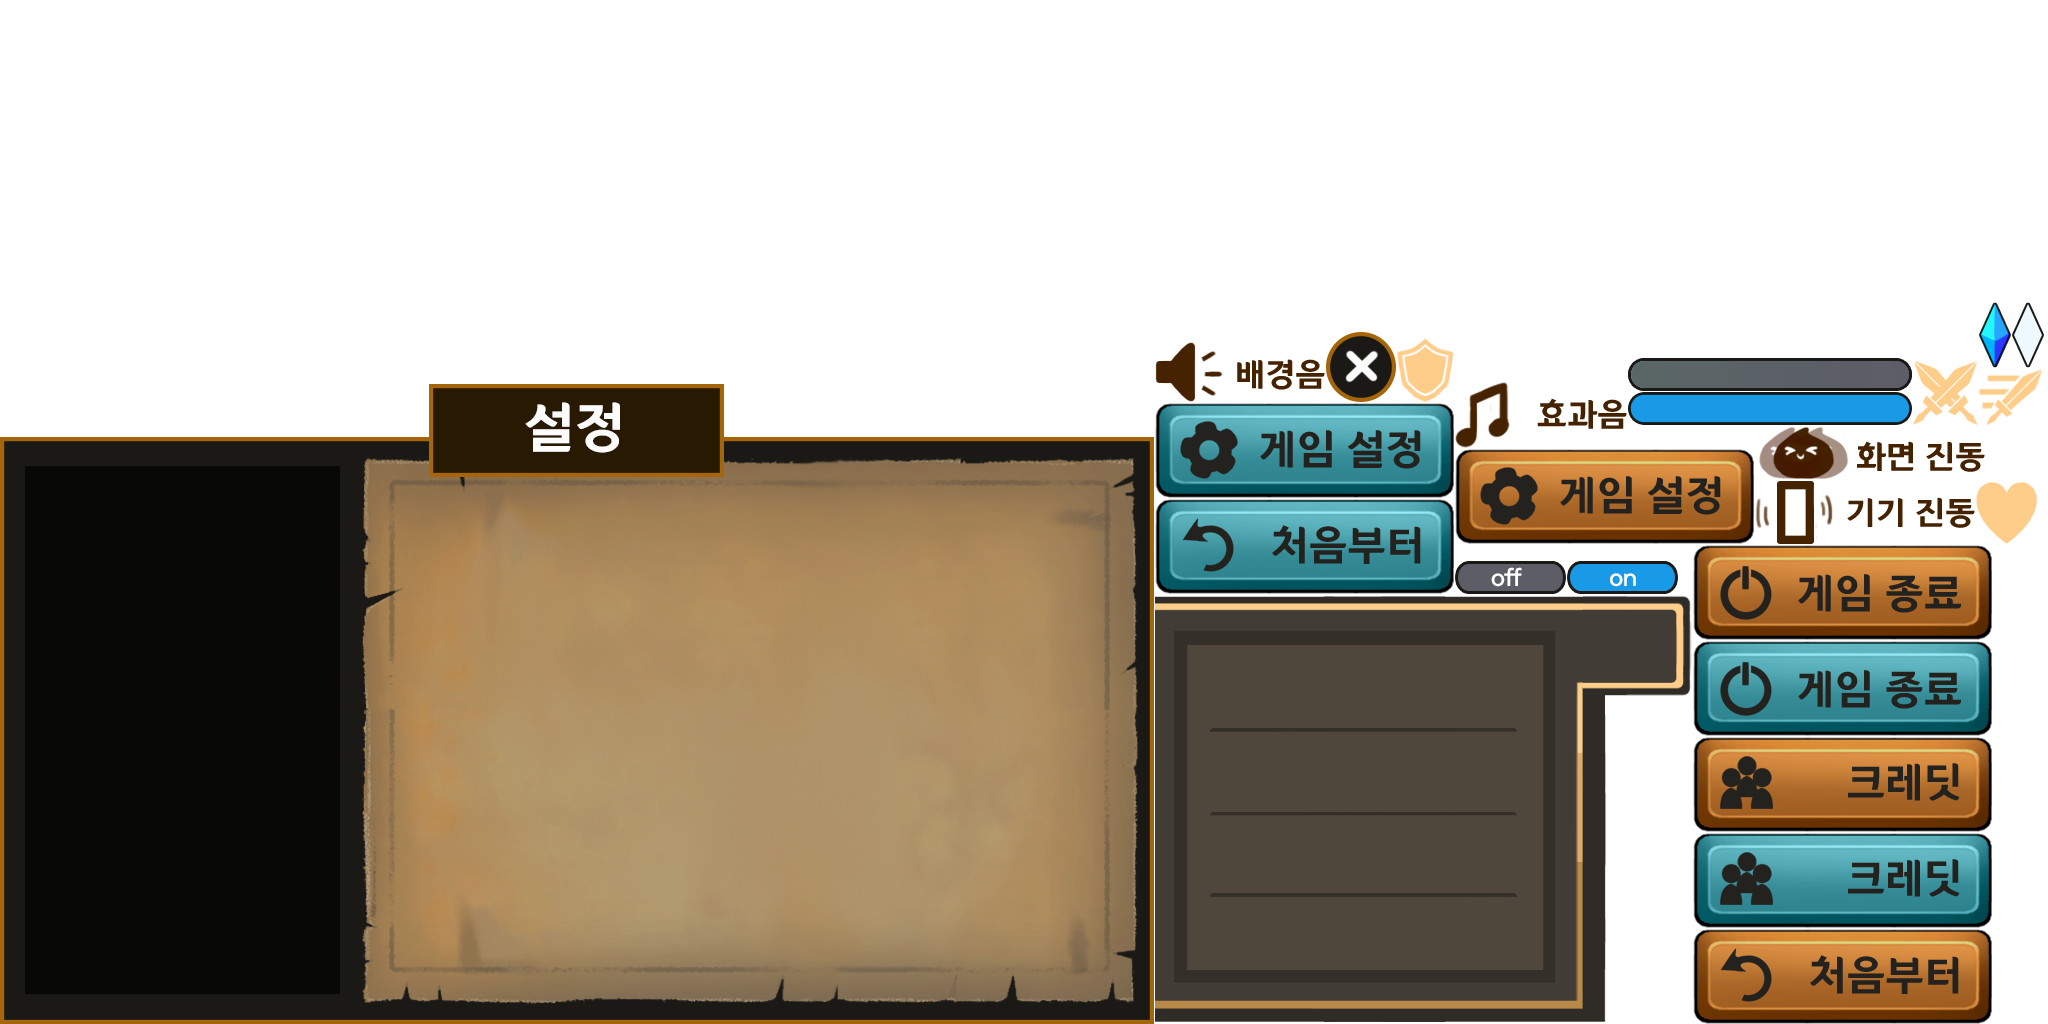 설정
배경음
효과음
게임 설정
화면 진동
게임 설정
기기 진동
처음부터
off
on
게임 종료
게임 종료
크레딧
크레딧
처음부터